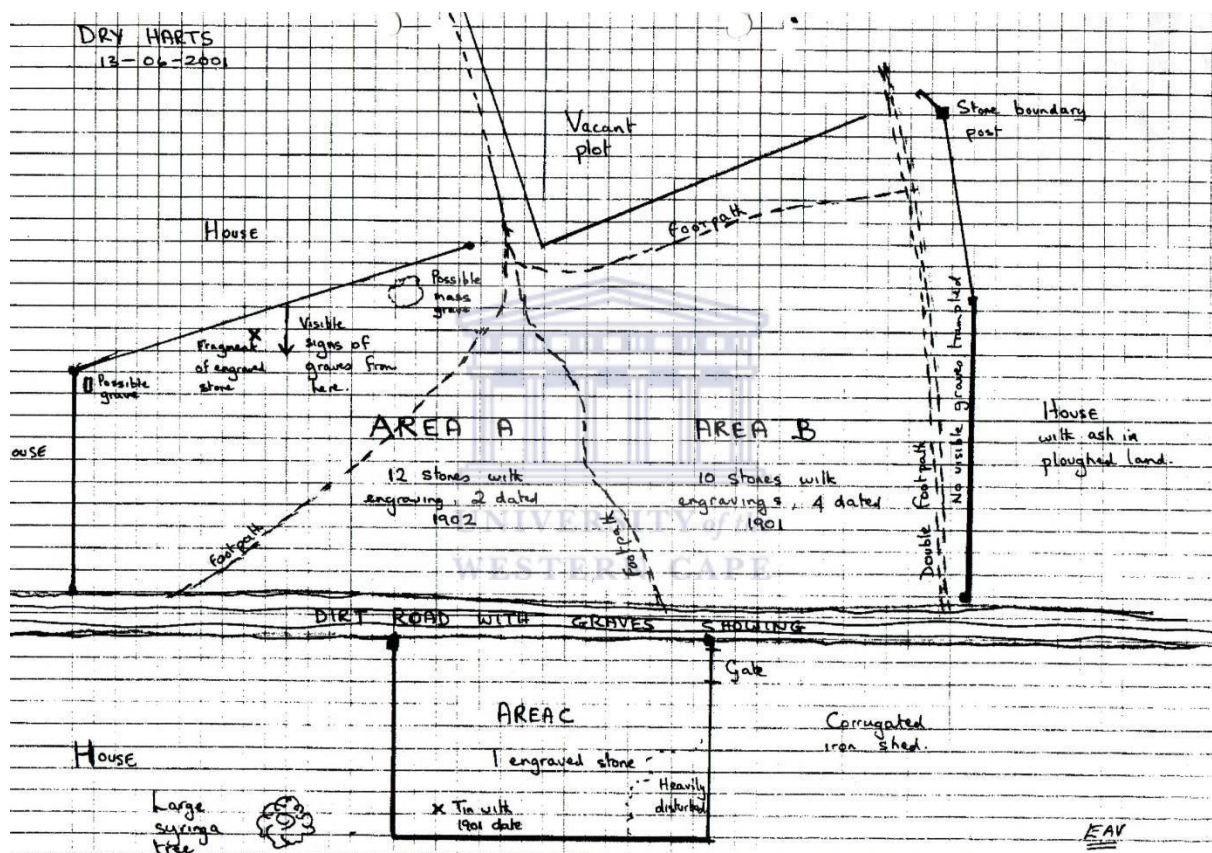 DRY HARTS
13-06-2001
Vacant
plot
Stone boundary
post
Footpath
House
Possible
mass
grave
Visible
signs of
graves from
here.
Fragment
of engraved
stone
Possible
grave
OUSE
AREA A
12 stones with
engraving, 2 dated
1902
AREA B
10 stones with
engravings, 4 dated
1901
Footpath
Footpath
Double footpath
No visible graves trampled
House
with ash in
ploughed land.
UNIVERSITY of the
WESTERN CAPE
DIRT ROAD WITH GRAVES SHOWING
Gate
AREA C
1 engraved stone
Heavily
disturbed
X Tin with
1901 date
Corrugated
iron shed.
House
Large
syringa
tree
EAV